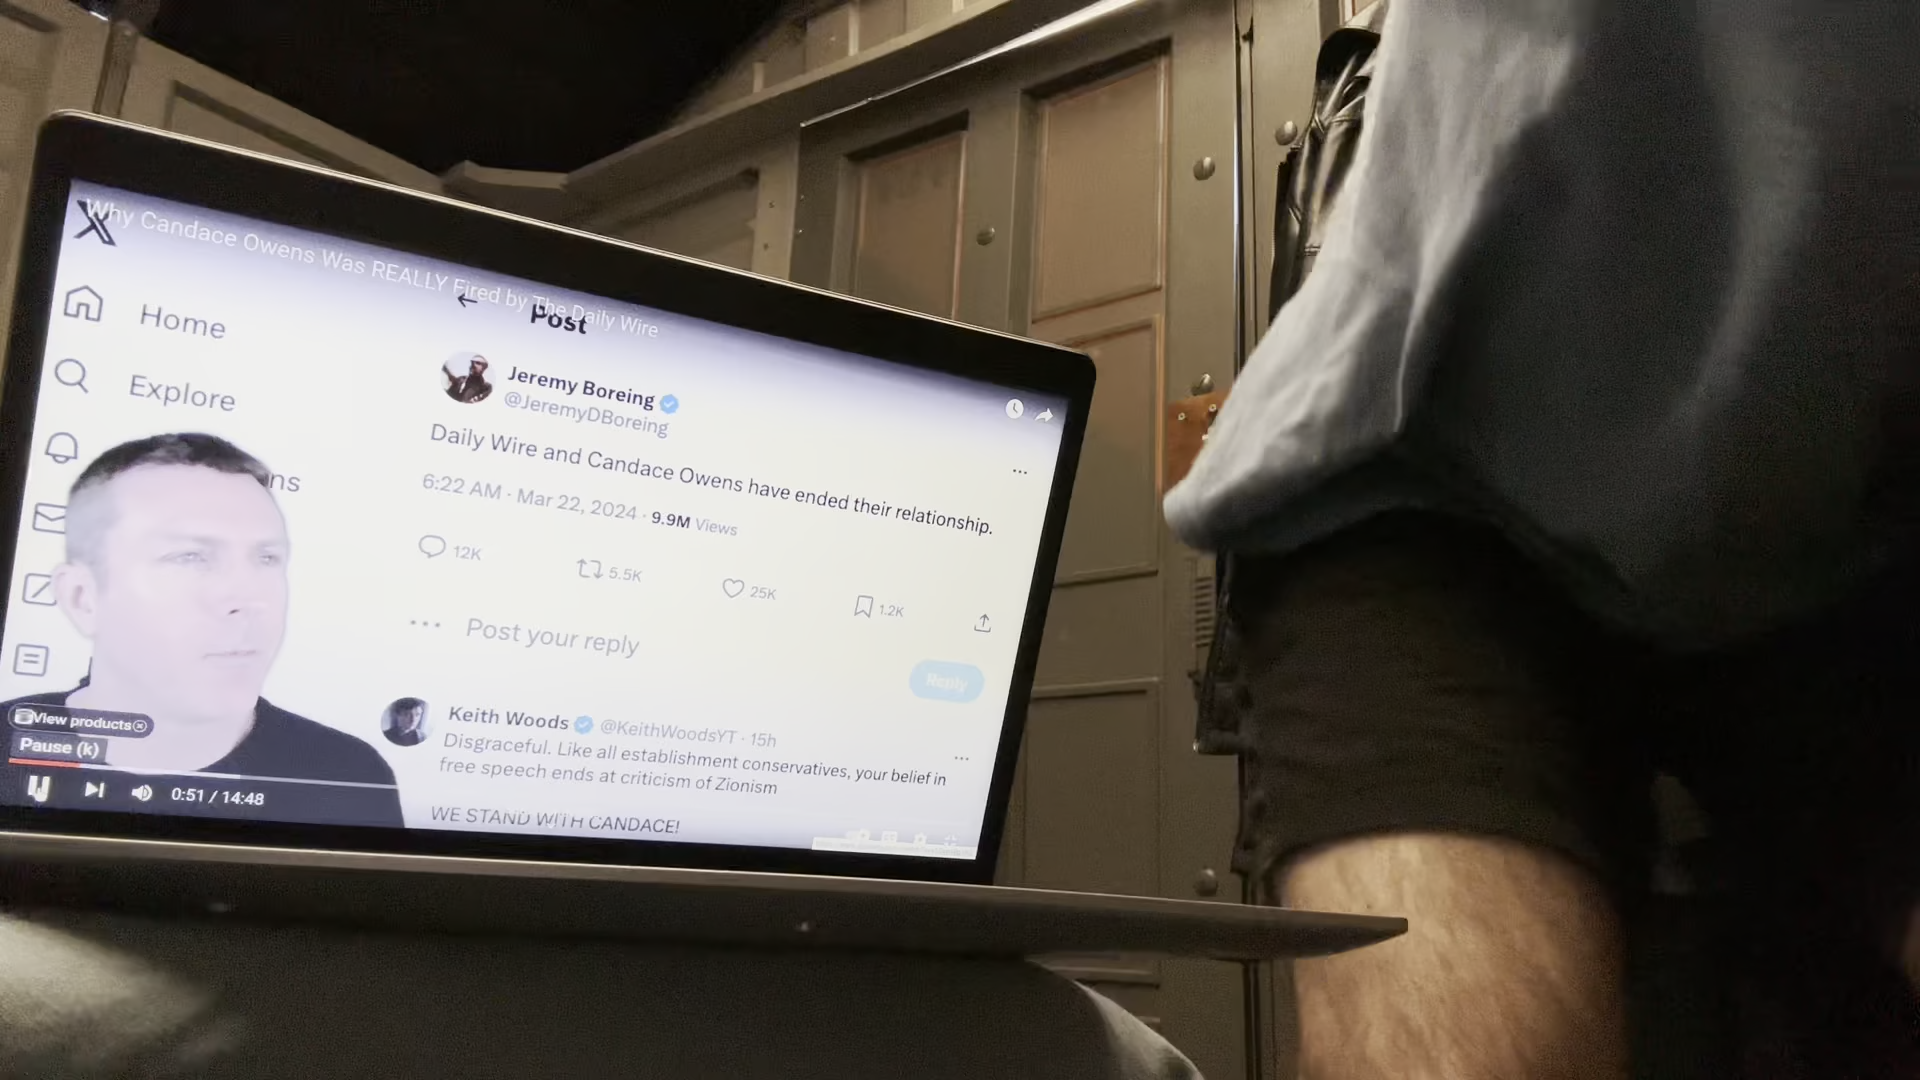 Why Candace Owens Was REALLY Fired by The Daily Wire
Home
Post
Explore
ns
Jeremy Boreing
@JeremyDBoreing
Daily Wire and Candace Owens have ended their relationship.
6:22 AM · Mar 22, 2024 · 9.9M Views
12K 5.5K 25K 1.2K
Post your reply
Reply
Keith Woods @KeithWoodsYT · 15h
Disgraceful. Like all establishment conservatives, your belief in
free speech ends at criticism of Zionism
WE STAND WITH CANDACE!
View products
Pause (k)
0:51 / 14:48